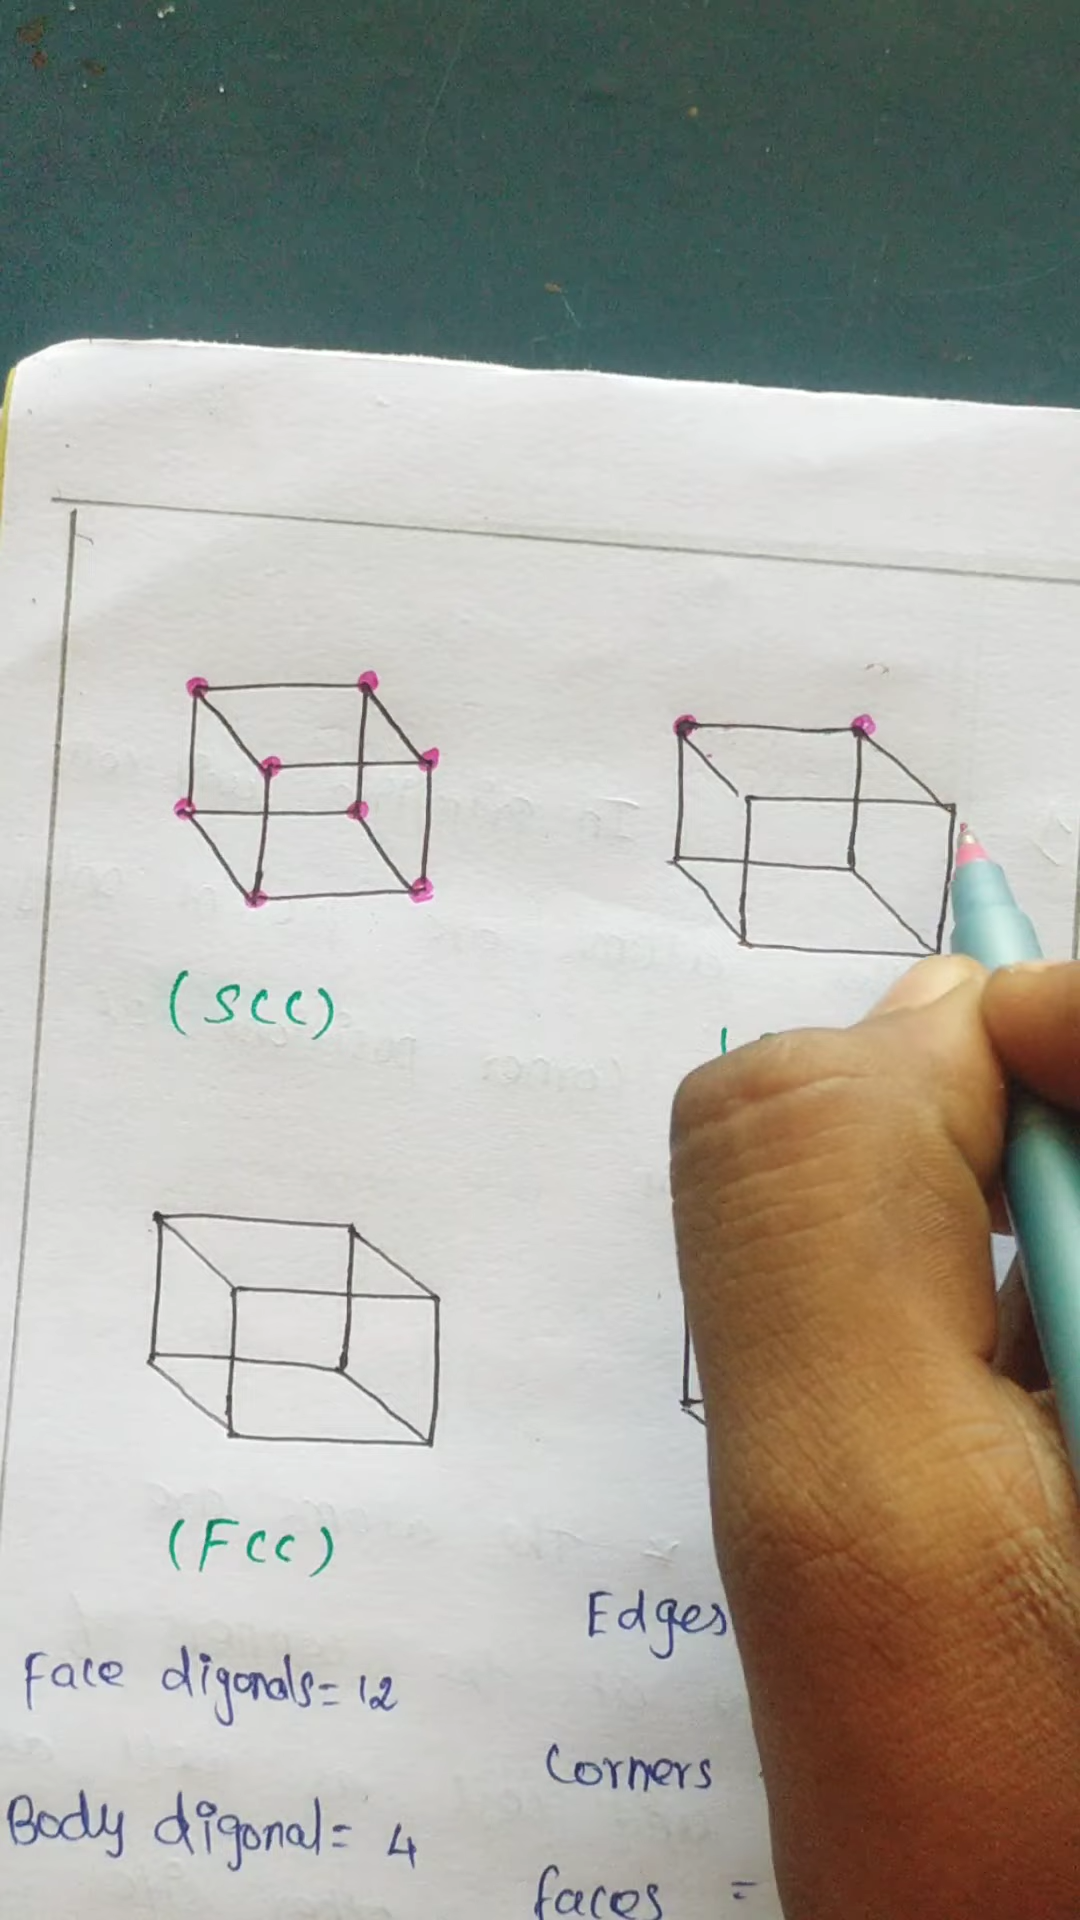 (SCC)
(FCC)
Edges
Face digonals = 12
Corners
Body digonal = 4
faces =